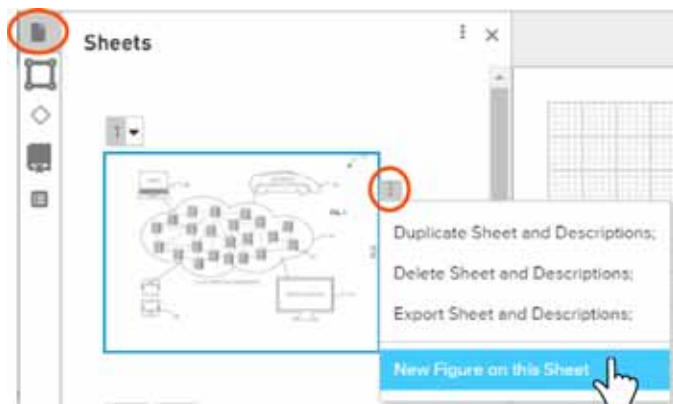 Sheets
1
Duplicate Sheet and Descriptions;
Delete Sheet and Descriptions;
Export Sheet and Descriptions;
New Figure on this Sheet